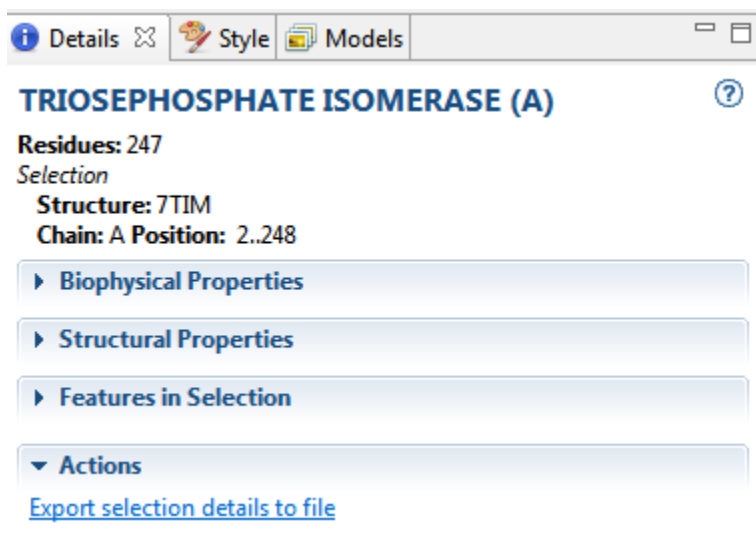 Details Style Models
TRIOSEPHOSPHATE ISOMERASE (A)
Residues: 247
Selection
Structure: 7TIM
Chain: A Position: 2..248
Biophysical Properties
Structural Properties
Features in Selection
Actions
Export selection details to file